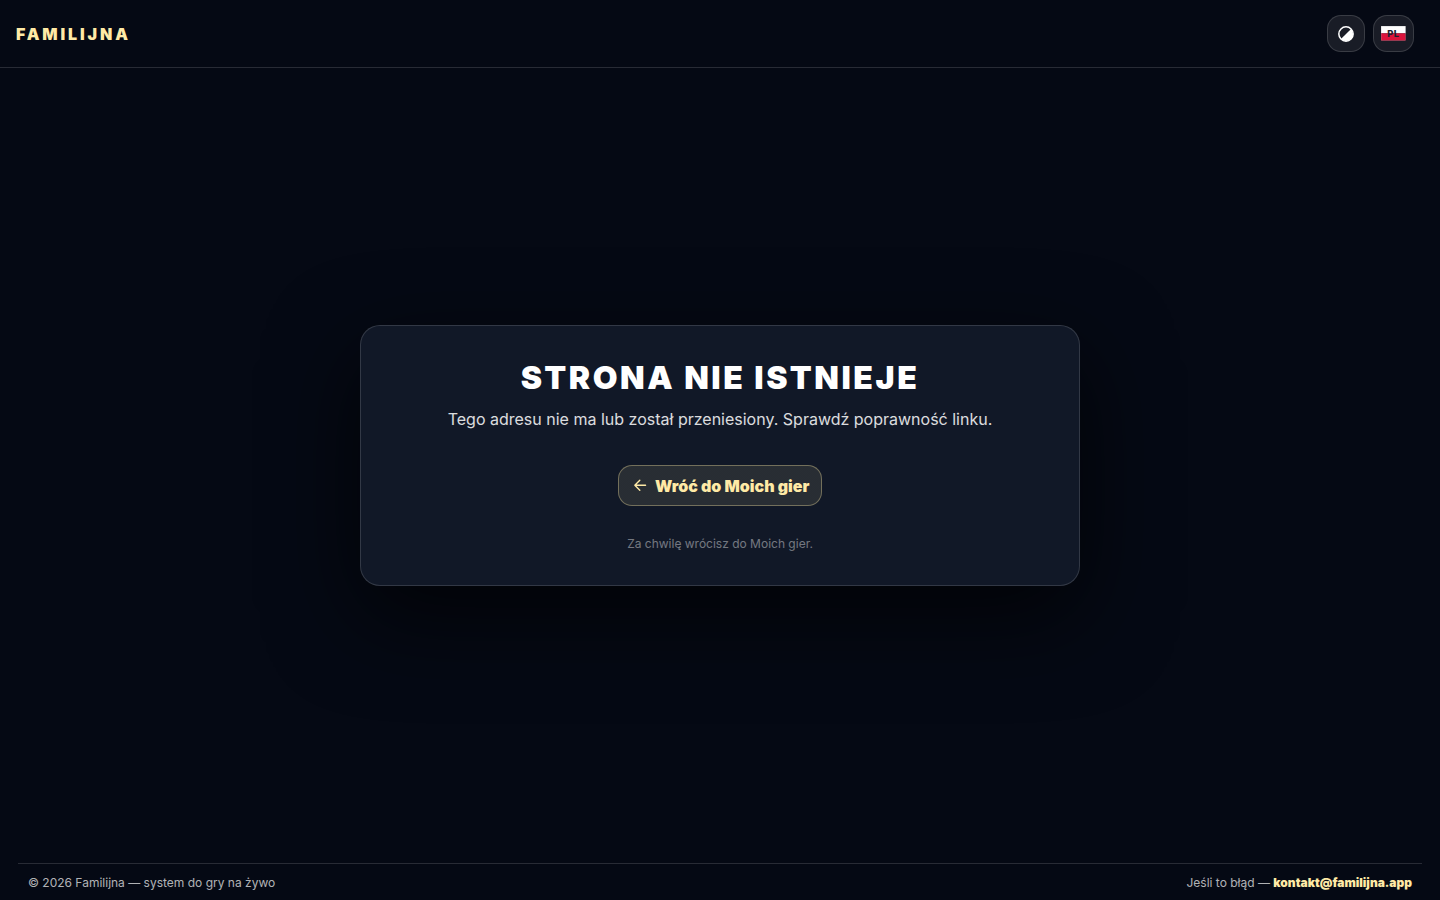 FAMILIJNA
PL
STRONA NIE ISTNIEJE
Tego adresu nie ma lub został przeniesiony. Sprawdź poprawność linku.
← Wróć do Moich gier
Za chwilę wrócisz do Moich gier.
© 2026 Familijna — system do gry na żywo
Jeśli to błąd — kontakt@familijna.app